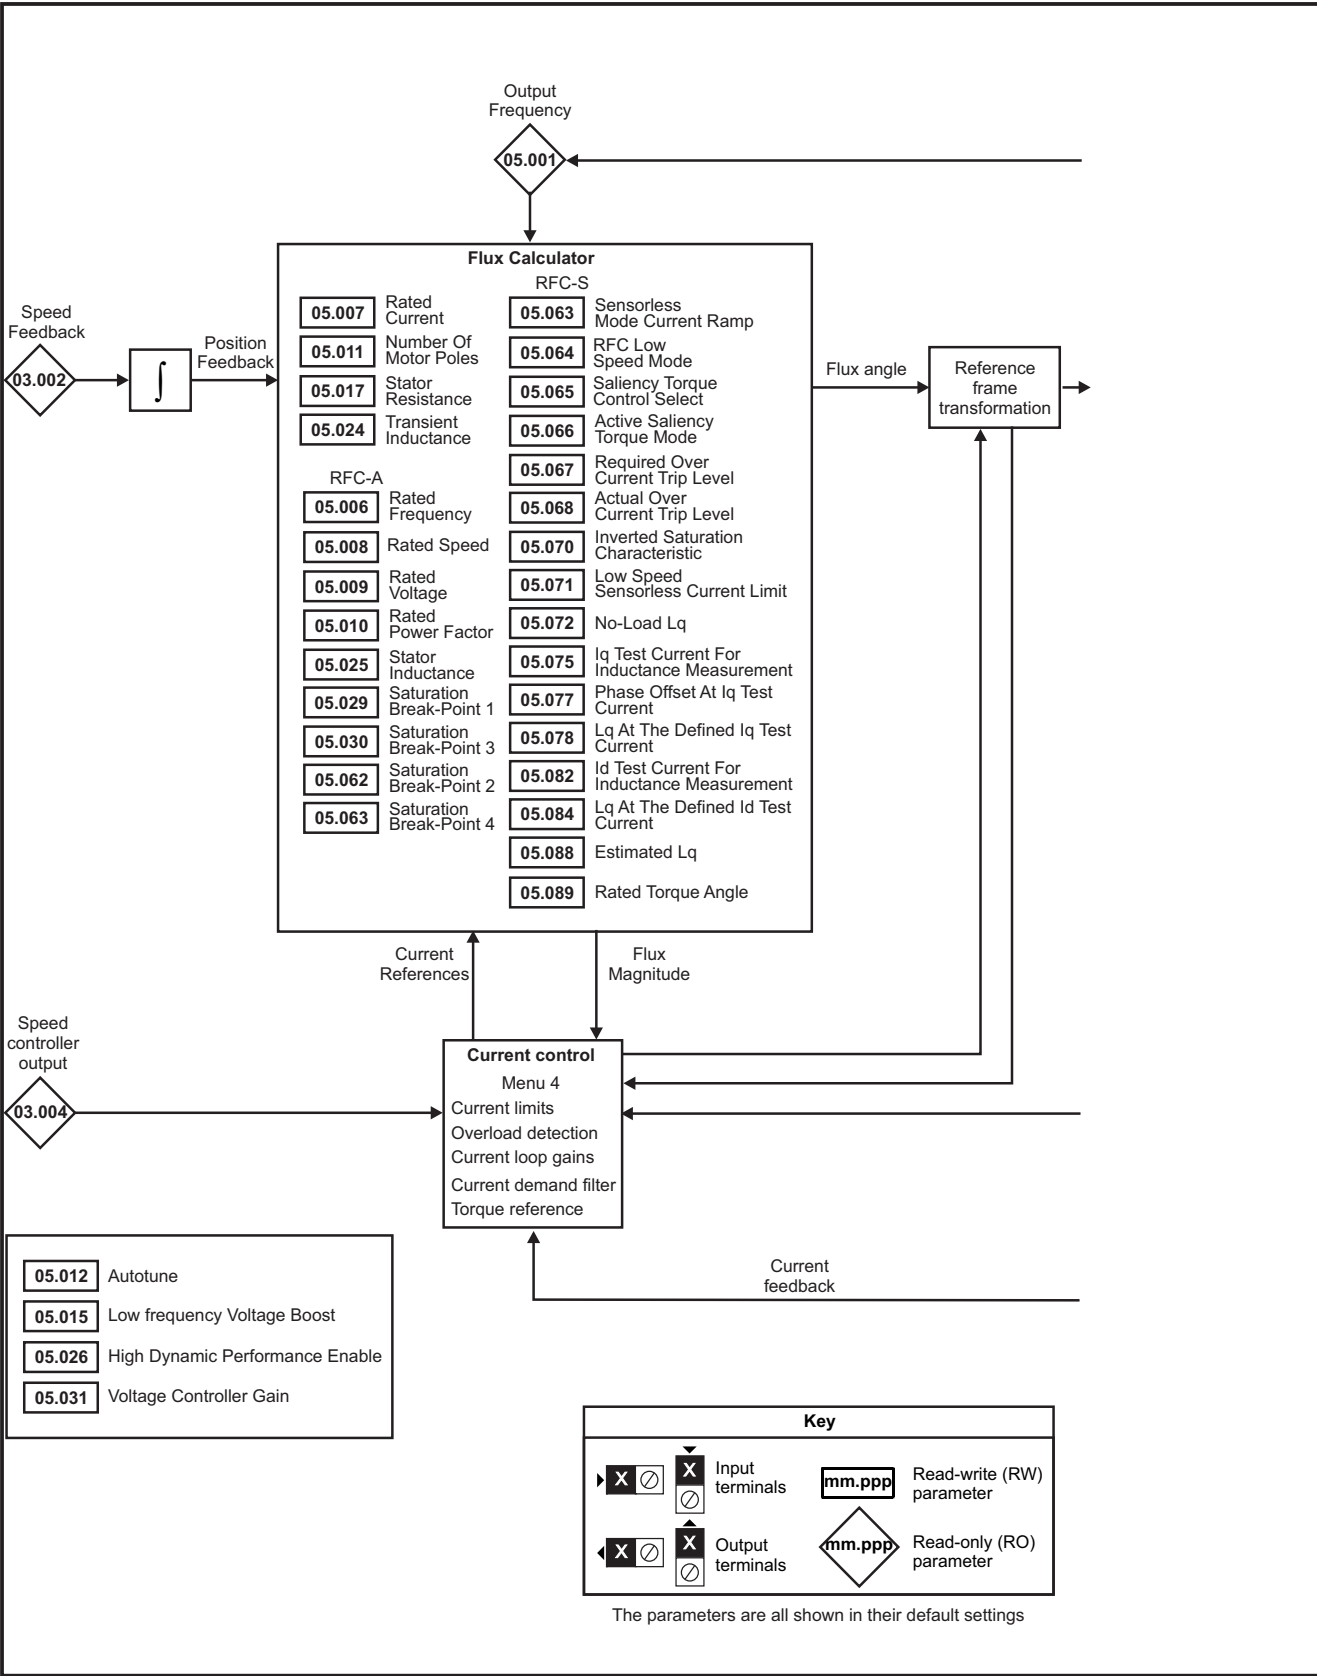 Output
Frequency
05.001
Flux Calculator
Speed
Feedback
03.002
∫
Position
Feedback
05.007
Rated
Current
05.011
Number Of
Motor Poles
05.017
Stator
Resistance
05.024
Transient
Inductance
RFC-A
05.006
Rated
Frequency
05.008
Rated Speed
05.009
Rated
Voltage
05.010
Rated
Power Factor
05.025
Stator
Inductance
05.029
Saturation
Break-Point 1
05.030
Saturation
Break-Point 3
05.062
Saturation
Break-Point 2
05.063
Saturation
Break-Point 4
RFC-S
05.063
Sensorless
Mode Current Ramp
05.064
RFC Low
Speed Mode
05.065
Saliency Torque
Control Select
05.066
Active Saliency
Torque Mode
05.067
Required Over
Current Trip Level
05.068
Actual Over
Current Trip Level
05.070
Inverted Saturation
Characteristic
05.071
Low Speed
Sensorless Current Limit
05.072
No-Load Lq
05.075
Iq Test Current For
Inductance Measurement
05.077
Phase Offset At Iq Test
Current
05.078
Lq At The Defined Iq Test
Current
05.082
Id Test Current For
Inductance Measurement
05.084
Lq At The Defined Id Test
Current
05.088
Estimated Lq
05.089
Rated Torque Angle
Flux angle
Reference
frame
transformation
Current
References
Flux
Magnitude
Speed
controller
output
03.004
Current control
Menu 4
Current limits
Overload detection
Current loop gains
Current demand filter
Torque reference
Current
feedback
05.012
Autotune
05.015
Low frequency Voltage Boost
05.026
High Dynamic Performance Enable
05.031
Voltage Controller Gain
Key
X
X
Input
terminals
mm.ppp
Read-write (RW)
parameter
X
X
Output
terminals
mm.ppp
Read-only (RO)
parameter
The parameters are all shown in their default settings